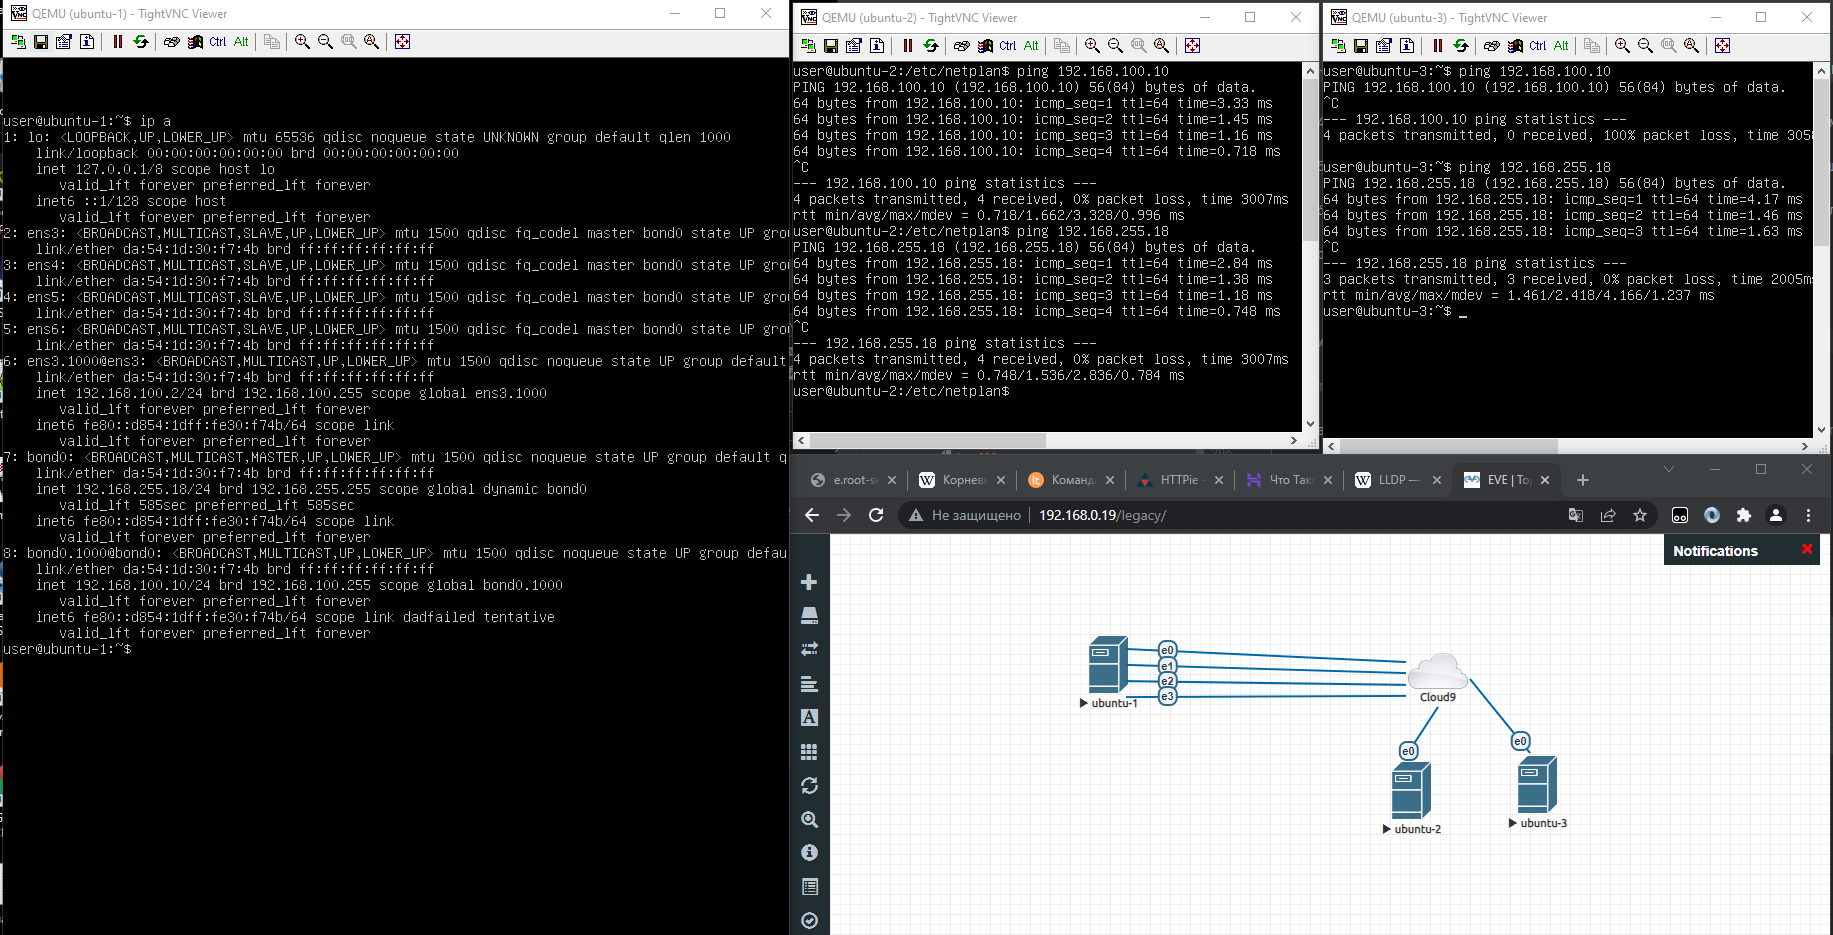 QEMU (ubuntu-1) - TightVNC Viewer
Ctrl Alt
user@ubuntu-1:~$ ip a
1: lo: <LOOPBACK,UP,LOWER_UP> mtu 65536 qdisc noqueue state UNKNOWN group default qlen 1000
link/loopback 00:00:00:00:00:00 brd 00:00:00:00:00:00
inet 127.0.0.1/8 scope host lo
valid_lft forever preferred_lft forever
inet6 ::1/128 scope host
valid_lft forever preferred_lft forever
2: ens3: <BROADCAST,MULTICAST,SLAVE,UP,LOWER_UP> mtu 1500 qdisc fq_codel master bond0 state UP grou
link/ether da:54:1d:30:f7:4b brd ff:ff:ff:ff:ff:ff
3: ens4: <BROADCAST,MULTICAST,SLAVE,UP,LOWER_UP> mtu 1500 qdisc fq_codel master bond0 state UP grou
link/ether da:54:1d:30:f7:4b brd ff:ff:ff:ff:ff:ff
4: ens5: <BROADCAST,MULTICAST,SLAVE,UP,LOWER_UP> mtu 1500 qdisc fq_codel master bond0 state UP grou
link/ether da:54:1d:30:f7:4b brd ff:ff:ff:ff:ff:ff
5: ens6: <BROADCAST,MULTICAST,SLAVE,UP,LOWER_UP> mtu 1500 qdisc fq_codel master bond0 state UP grou
link/ether da:54:1d:30:f7:4b brd ff:ff:ff:ff:ff:ff
6: ens3.1000@ens3: <BROADCAST,MULTICAST,UP,LOWER_UP> mtu 1500 qdisc noqueue state UP group default
link/ether da:54:1d:30:f7:4b brd ff:ff:ff:ff:ff:ff
inet 192.168.100.2/24 brd 192.168.100.255 scope global ens3.1000
valid_lft forever preferred_lft forever
inet6 fe80::d854:1dff:fe30:f74b/64 scope link
valid_lft forever preferred_lft forever
7: bond0: <BROADCAST,MULTICAST,MASTER,UP,LOWER_UP> mtu 1500 qdisc noqueue state UP group default q
link/ether da:54:1d:30:f7:4b brd ff:ff:ff:ff:ff:ff
inet 192.168.255.18/24 brd 192.168.255.255 scope global dynamic bond0
valid_lft 585sec preferred_lft 585sec
inet6 fe80::d854:1dff:fe30:f74b/64 scope link
valid_lft forever preferred_lft forever
8: bond0.1000@bond0: <BROADCAST,MULTICAST,UP,LOWER_UP> mtu 1500 qdisc noqueue state UP group defau
link/ether da:54:1d:30:f7:4b brd ff:ff:ff:ff:ff:ff
inet 192.168.100.10/24 brd 192.168.100.255 scope global bond0.1000
valid_lft forever preferred_lft forever
inet6 fe80::d854:1dff:fe30:f74b/64 scope link dadfailed tentative
valid_lft forever preferred_lft forever
user@ubuntu-1:~$
QEMU (ubuntu-2) - TightVNC Viewer
Ctrl Alt
user@ubuntu-2:/etc/netplan$ ping 192.168.100.10
PING 192.168.100.10 (192.168.100.10) 56(84) bytes of data.
64 bytes from 192.168.100.10: icmp_seq=1 ttl=64 time=3.33 ms
64 bytes from 192.168.100.10: icmp_seq=2 ttl=64 time=1.45 ms
64 bytes from 192.168.100.10: icmp_seq=3 ttl=64 time=1.16 ms
64 bytes from 192.168.100.10: icmp_seq=4 ttl=64 time=0.718 ms
^C
--- 192.168.100.10 ping statistics ---
4 packets transmitted, 4 received, 0% packet loss, time 3007ms
rtt min/avg/max/mdev = 0.718/1.662/3.328/0.996 ms
user@ubuntu-2:/etc/netplan$ ping 192.168.255.18
PING 192.168.255.18 (192.168.255.18) 56(84) bytes of data.
64 bytes from 192.168.255.18: icmp_seq=1 ttl=64 time=2.84 ms
64 bytes from 192.168.255.18: icmp_seq=2 ttl=64 time=1.38 ms
64 bytes from 192.168.255.18: icmp_seq=3 ttl=64 time=1.18 ms
64 bytes from 192.168.255.18: icmp_seq=4 ttl=64 time=0.748 ms
^C
--- 192.168.255.18 ping statistics ---
4 packets transmitted, 4 received, 0% packet loss, time 3007ms
rtt min/avg/max/mdev = 0.748/1.536/2.836/0.784 ms
user@ubuntu-2:/etc/netplan$
QEMU (ubuntu-3) - TightVNC Viewer
Ctrl Alt
user@ubuntu-3:~$ ping 192.168.100.10
PING 192.168.100.10 (192.168.100.10) 56(84) bytes of data.
^C
--- 192.168.100.10 ping statistics ---
4 packets transmitted, 0 received, 100% packet loss, time 305
user@ubuntu-3:~$ ping 192.168.255.18
PING 192.168.255.18 (192.168.255.18) 56(84) bytes of data.
64 bytes from 192.168.255.18: icmp_seq=1 ttl=64 time=4.17 ms
64 bytes from 192.168.255.18: icmp_seq=2 ttl=64 time=1.46 ms
64 bytes from 192.168.255.18: icmp_seq=3 ttl=64 time=1.63 ms
^C
--- 192.168.255.18 ping statistics ---
3 packets transmitted, 3 received, 0% packet loss, time 2005m
rtt min/avg/max/mdev = 1.461/2.418/4.166/1.237 ms
user@ubuntu-3:~$ _
e.root-se
Корневы
Команда
HTTPie -
Что Так
LLDP —
EVE | To
Не защищено 192.168.0.19/legacy/
Notifications
e0
e1
e2
e3
ubuntu-1
Cloud9
e0
e0
ubuntu-2
ubuntu-3